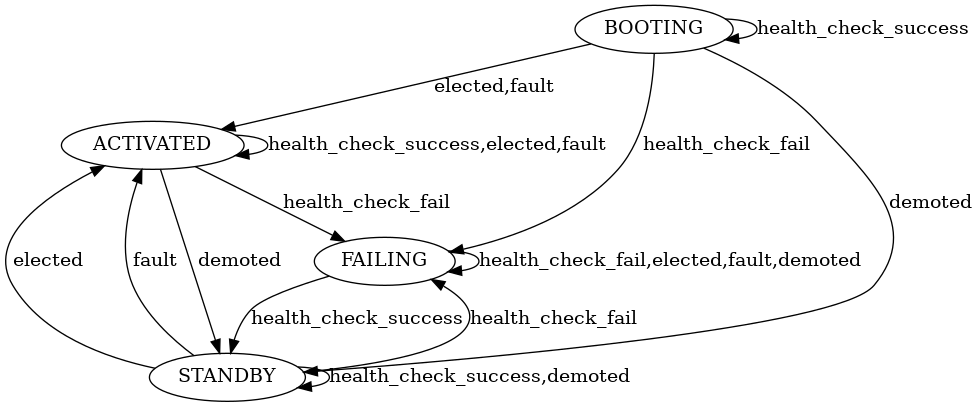 BOOTING
health_check_success
elected,fault
ACTIVATED
health_check_success,elected,fault
health_check_fail
health_check_fail
demoted
elected
fault
demoted
FAILING
health_check_fail,elected,fault,demoted
health_check_success
health_check_fail
STANDBY
health_check_success,demoted